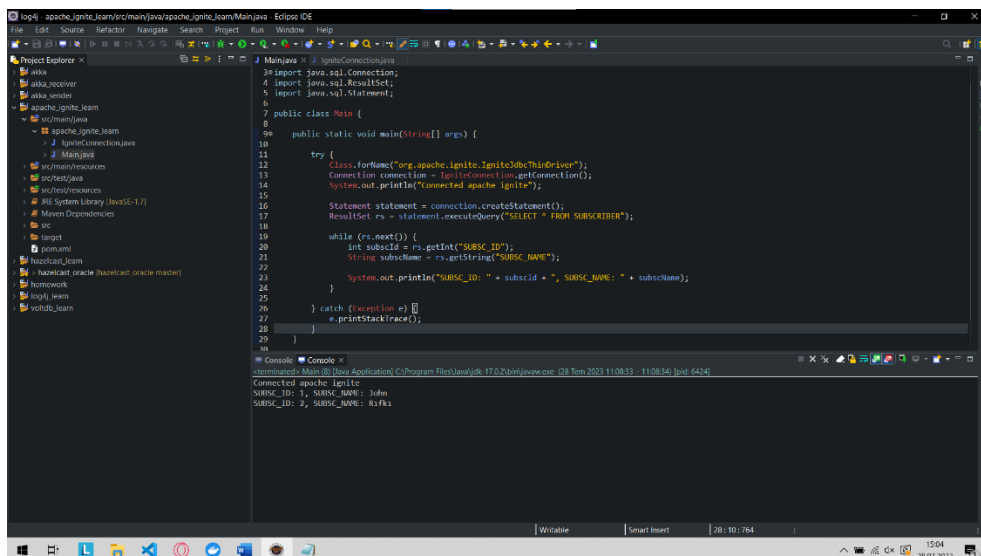 log4j - apache_ignite_learn/src/main/java/apache_ignite_learn/Main.java - Eclipse IDE
File Edit Source Refactor Navigate Search Project Run Window Help
Project Explorer
akka
akka_receiver
akka_sender
apache_ignite_learn
src/main/java
apache_ignite_learn
IgniteConnection.java
Main.java
src/main/resources
src/test/java
src/test/resources
JRE System Library [JavaSE-1.7]
Maven Dependencies
src
target
pom.xml
hazelcast_learn
> hazelcast_oracle [hazelcast_oracle master]
homework
log4j_learn
voltdb_learn
Main.java IgniteConnection.java
3 import java.sql.Connection;
4 import java.sql.ResultSet;
5 import java.sql.Statement;
6
7 public class Main {
8
9 public static void main(String[] args) {
10
11 try {
12 Class.forName("org.apache.ignite.IgniteJdbcThinDriver");
13 Connection connection = IgniteConnection.getConnection();
14 System.out.println("Connected apache ignite");
15
16 Statement statement = connection.createStatement();
17 ResultSet rs = statement.executeQuery("SELECT * FROM SUBSCRIBER");
18
19 while (rs.next()) {
20 int subscId = rs.getInt("SUBSC_ID");
21 String subscName = rs.getString("SUBSC_NAME");
22
23 System.out.println("SUBSC_ID: " + subscId + ", SUBSC_NAME: " + subscName);
24 }
25
26 } catch (Exception e) {
27 e.printStackTrace();
28 }
29 }
30
Console Console
<terminated> Main (8) [Java Application] C:\Program Files\Java\jdk-17.0.2\bin\javaw.exe (28 Tem 2023 11:08:33 – 11:08:34) [pid: 6424]
Connected apache ignite
SUBSC_ID: 1, SUBSC_NAME: John
SUBSC_ID: 2, SUBSC_NAME: Rıfkı
Writable Smart Insert 28 : 10 : 764
15:04